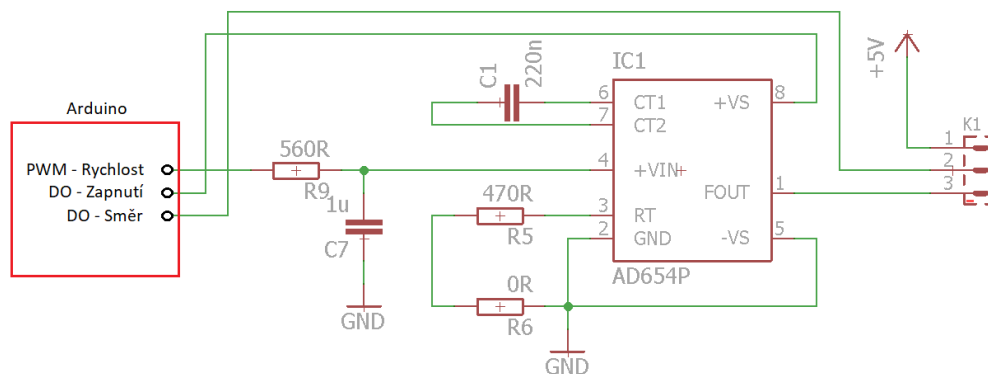 Arduino
PWM - Rychlost
DO - Zapnutí
DO - Směr
560R
R9
1u
C7
GND
C1
220n
470R
R5
0R
R6
GND
IC1
6
CT1
7
CT2
4
+VIN
3
RT
2
GND
+VS
8
FOUT
1
-VS
5
AD654P
+5V
K1
1
2
3